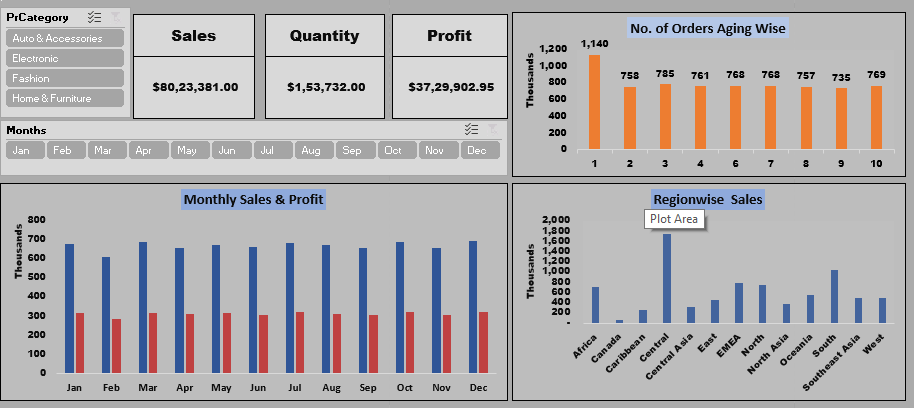 PrCategory
Auto & Accessories
Electronic
Fashion
Home & Furniture
Sales
$80,23,381.00
Quantity
$1,53,732.00
Profit
$37,29,902.95
Months
Jan Feb Mar Apr May Jun Jul Aug Sep Oct Nov Dec
No. of Orders Aging Wise
Thousands
1,200
1,000
800
600
400
200
0
1,140 758 785 761 768 768 757 735 769
1 2 3 4 6 7 8 9 10
Monthly Sales & Profit
Thousands
800
700
600
500
400
300
200
100
0
Jan Feb Mar Apr May Jun Jul Aug Sep Oct Nov Dec
Regionwise Sales
Plot Area
Thousands
2,000
1,800
1,600
1,400
1,200
1,000
800
600
400
200
-
Africa
Canada
Caribbean
Central
Central Asia
East
EMEA
North
North Asia
Oceania
South
Southeast Asia
West